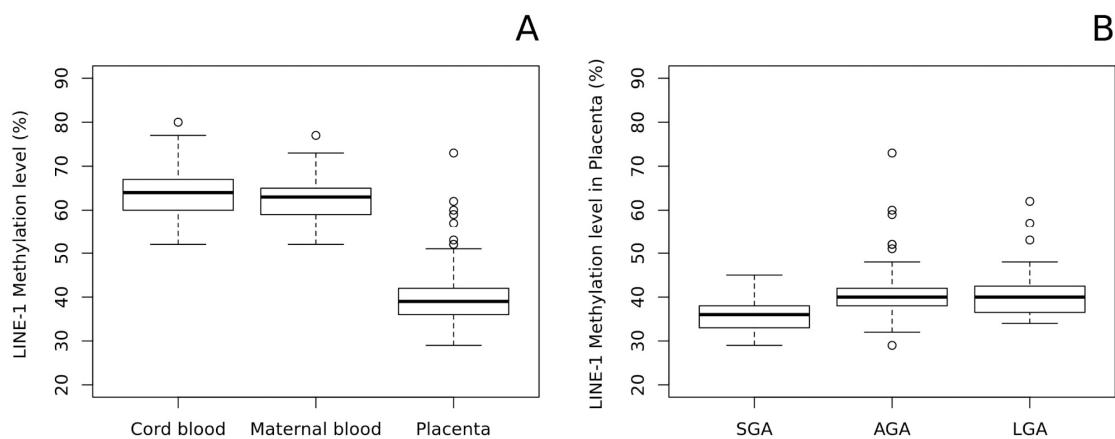 A
LINE-1 Methylation level (%)
90
80
70
60
50
40
30
20
Cord blood
Maternal blood
Placenta
B
LINE-1 Methylation level in Placenta (%)
90
80
70
60
50
40
30
20
SGA
AGA
LGA